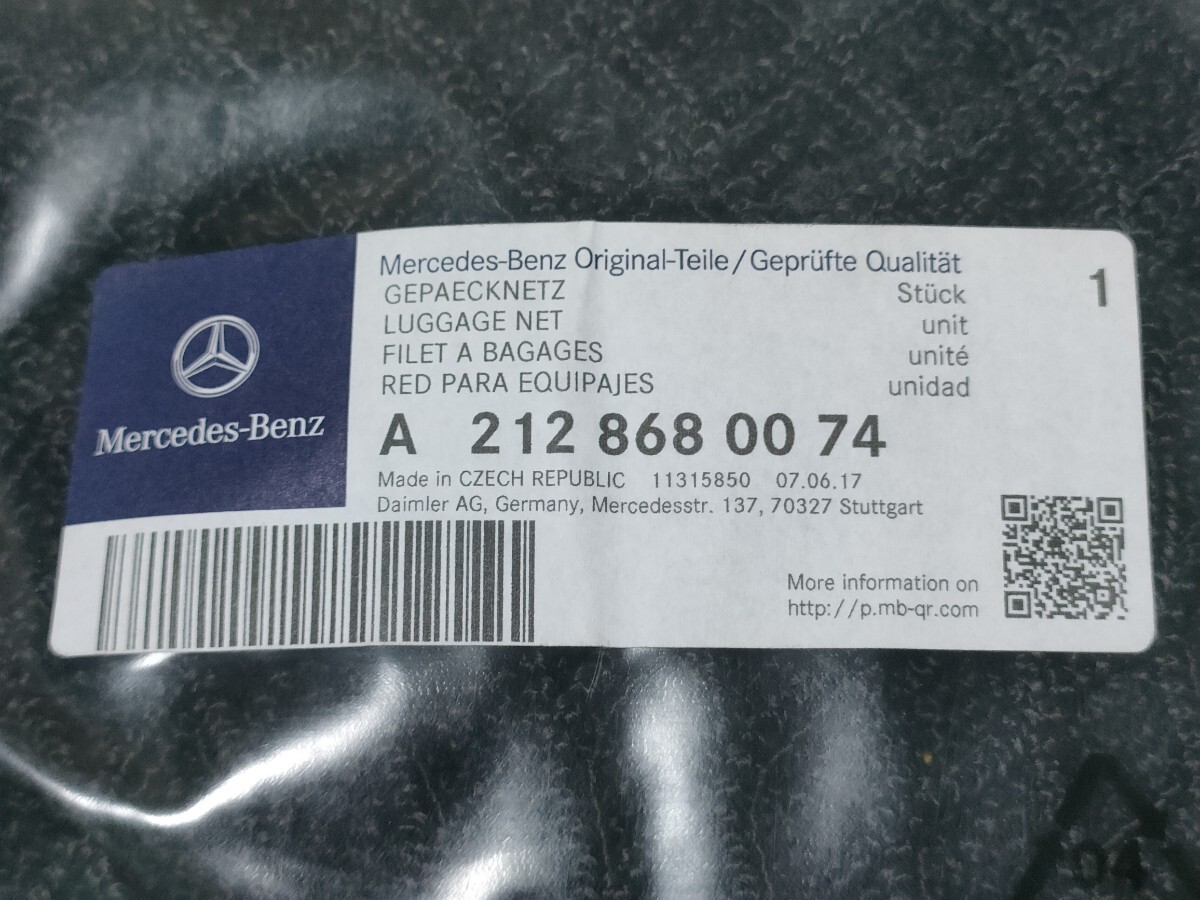 Mercedes-Benz
Mercedes-Benz Original-Teile/Geprüfte Qualität
GEPAECKNETZ Stück 1
LUGGAGE NET unit
FILET A BAGAGES unité
RED PARA EQUIPAJES unidad
A 212 868 00 74
Made in CZECH REPUBLIC 11315850 07.06.17
Daimler AG, Germany, Mercedesstr. 137, 70327 Stuttgart
More information on
http://p.mb-qr.com
04